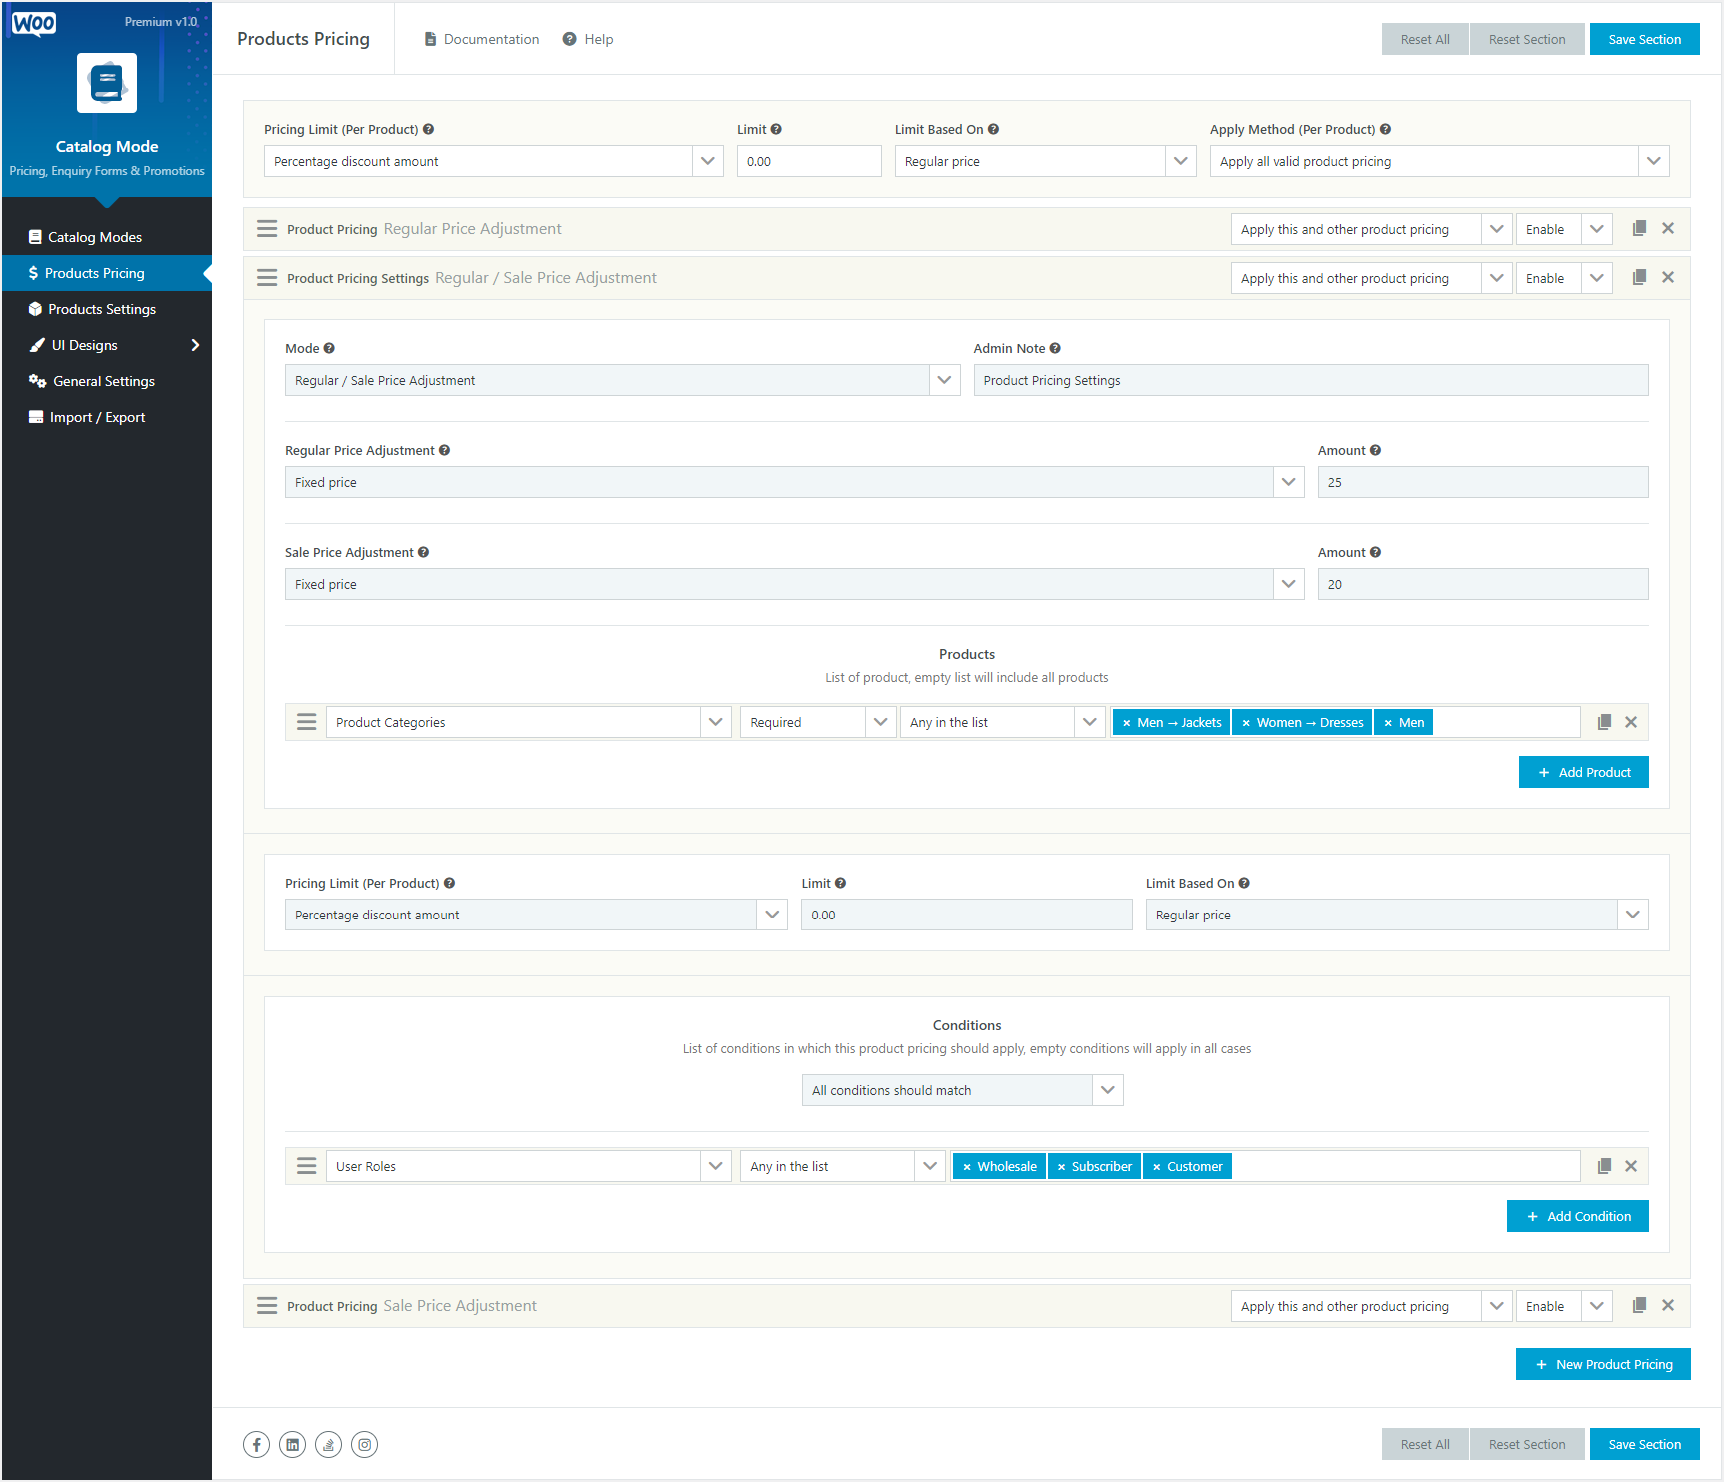 WOO
Premium v1.0
Catalog Mode
Pricing, Enquiry Forms & Promotions
Catalog Modes
Products Pricing
Products Settings
UI Designs
General Settings
Import / Export
Products Pricing
Documentation
Help
Reset All
Reset Section
Save Section
Pricing Limit (Per Product)
Limit
Limit Based On
Apply Method (Per Product)
Percentage discount amount
0.00
Regular price
Apply all valid product pricing
Product Pricing Regular Price Adjustment
Apply this and other product pricing
Enable
Product Pricing Settings Regular / Sale Price Adjustment
Apply this and other product pricing
Enable
Mode
Admin Note
Regular / Sale Price Adjustment
Product Pricing Settings
Regular Price Adjustment
Amount
Fixed price
25
Sale Price Adjustment
Amount
Fixed price
20
Products
List of product, empty list will include all products
Product Categories
Required
Any in the list
× Men → Jackets
× Women → Dresses
× Men
+ Add Product
Pricing Limit (Per Product)
Limit
Limit Based On
Percentage discount amount
0.00
Regular price
Conditions
List of conditions in which this product pricing should apply, empty conditions will apply in all cases
All conditions should match
User Roles
Any in the list
× Wholesale
× Subscriber
× Customer
+ Add Condition
Product Pricing Sale Price Adjustment
Apply this and other product pricing
Enable
+ New Product Pricing
Reset All
Reset Section
Save Section